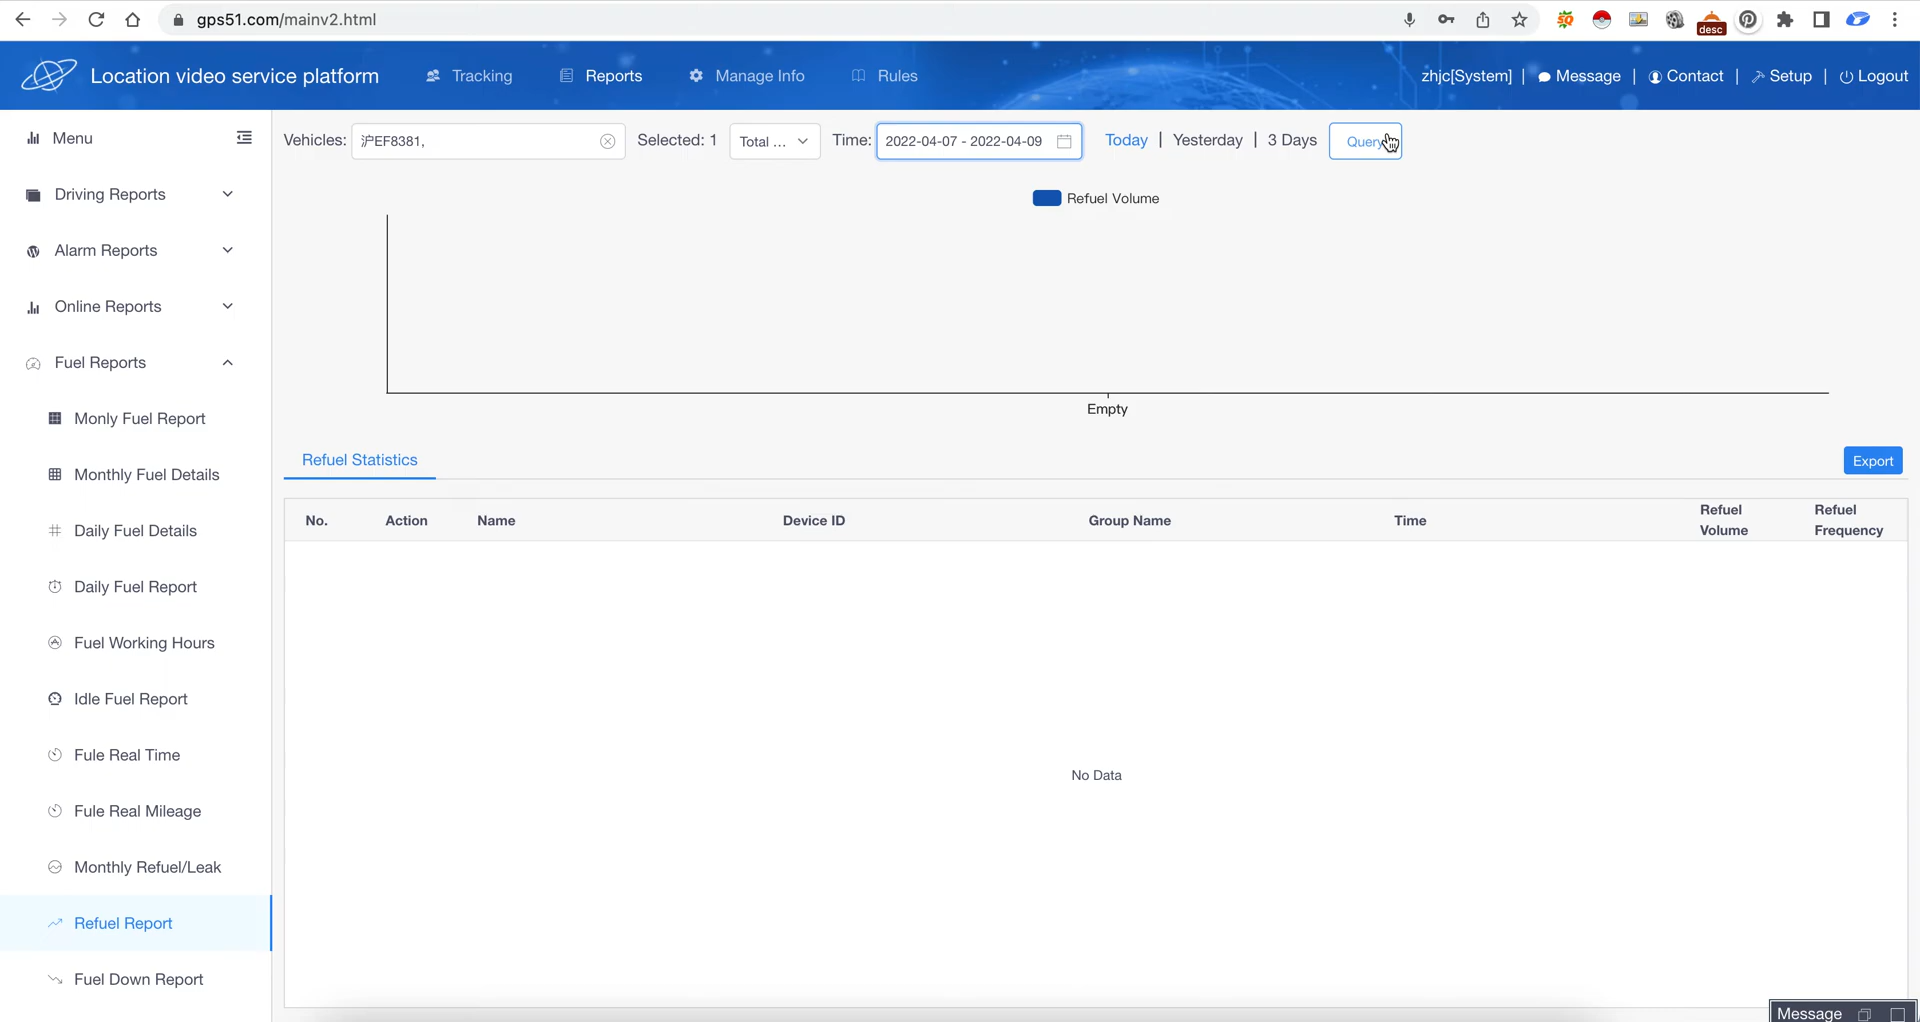 gps51.com/mainv2.html
desc
Location video service platform
Tracking
Reports
Manage Info
Rules
zhjc[System] | Message | Contact | Setup | Logout
Menu
Vehicles: 沪EF8381, Selected: 1 Total ... Time: 2022-04-07 - 2022-04-09 Today | Yesterday | 3 Days Query
Driving Reports
Alarm Reports
Online Reports
Fuel Reports
Monly Fuel Report
Monthly Fuel Details
Daily Fuel Details
Daily Fuel Report
Fuel Working Hours
Idle Fuel Report
Fule Real Time
Fule Real Mileage
Monthly Refuel/Leak
Refuel Report
Fuel Down Report
Refuel Volume
Empty
Refuel Statistics
Export
No. Action Name Device ID Group Name Time Refuel Volume Refuel Frequency
No Data
Message